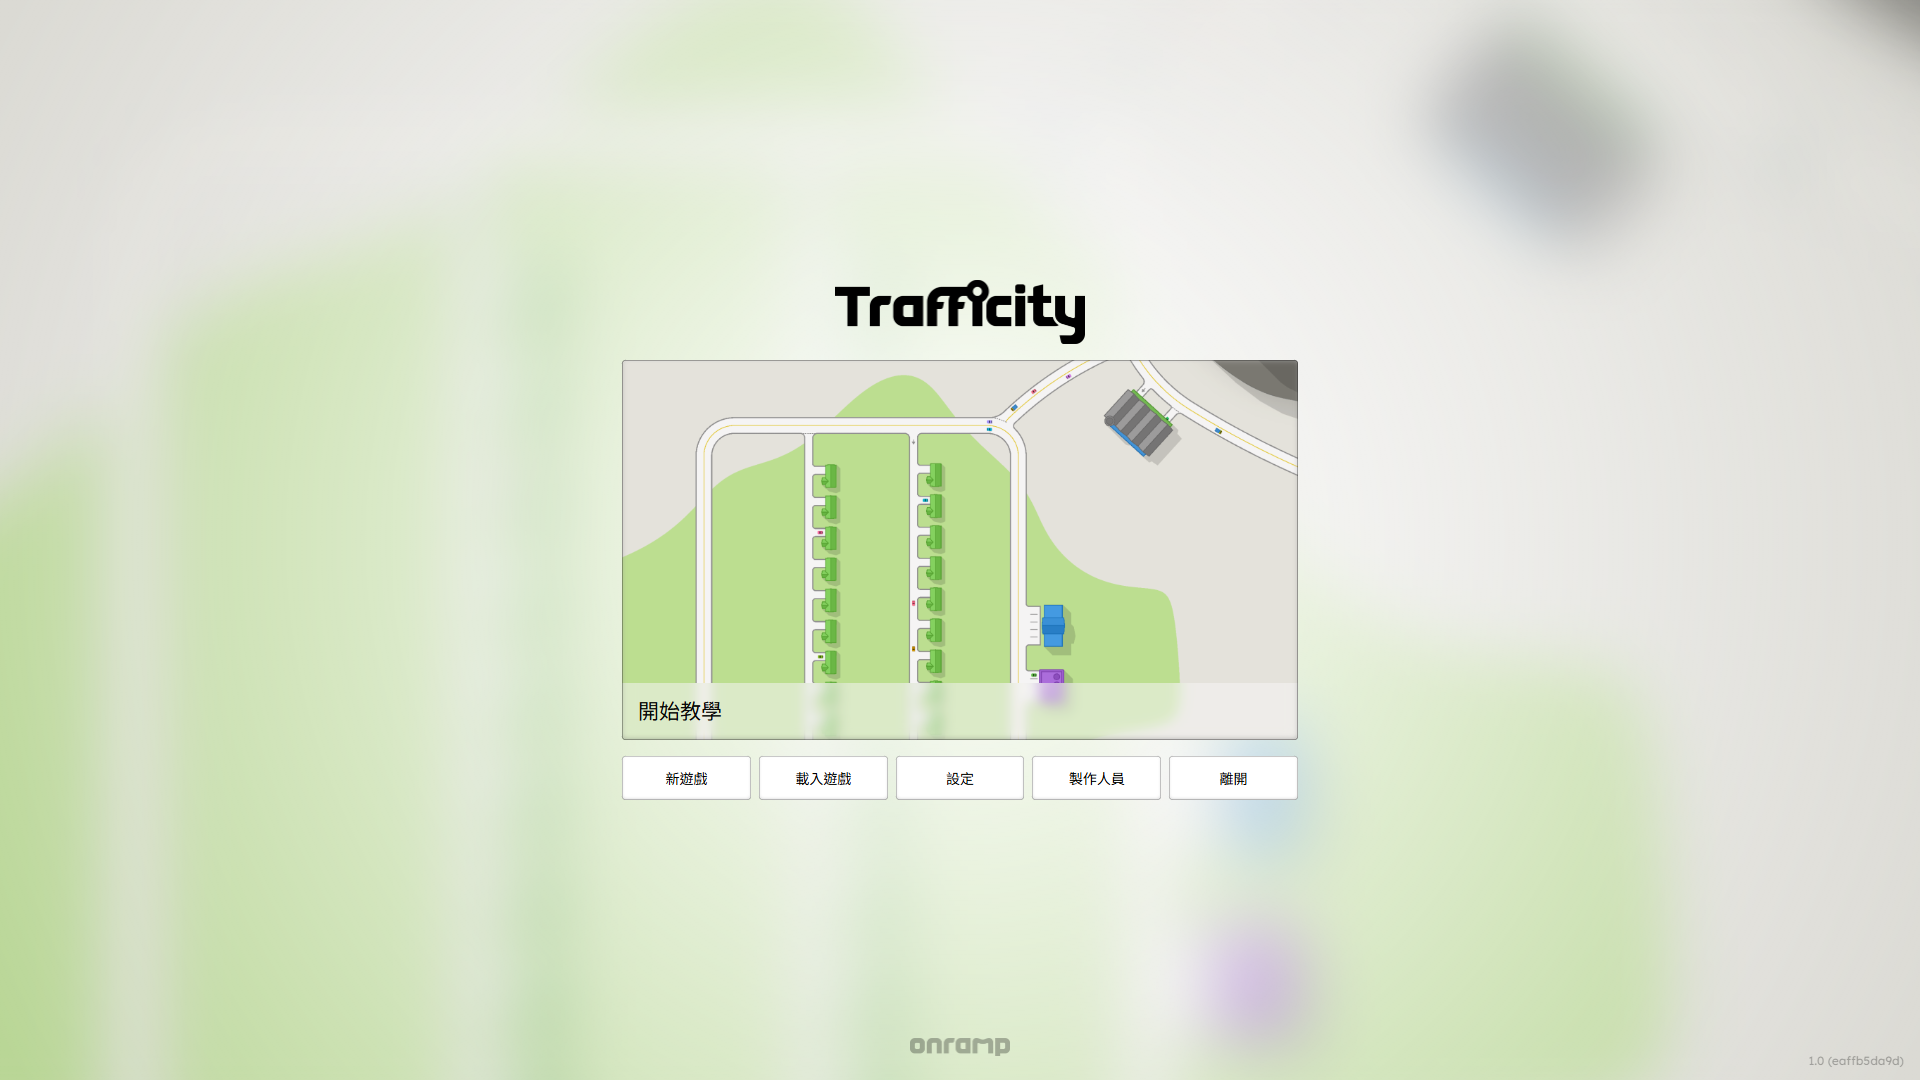 Trafficity
開始教學
新遊戲
載入遊戲
設定
製作人員
離開
onramp
1.0 (eaffb5da9d)